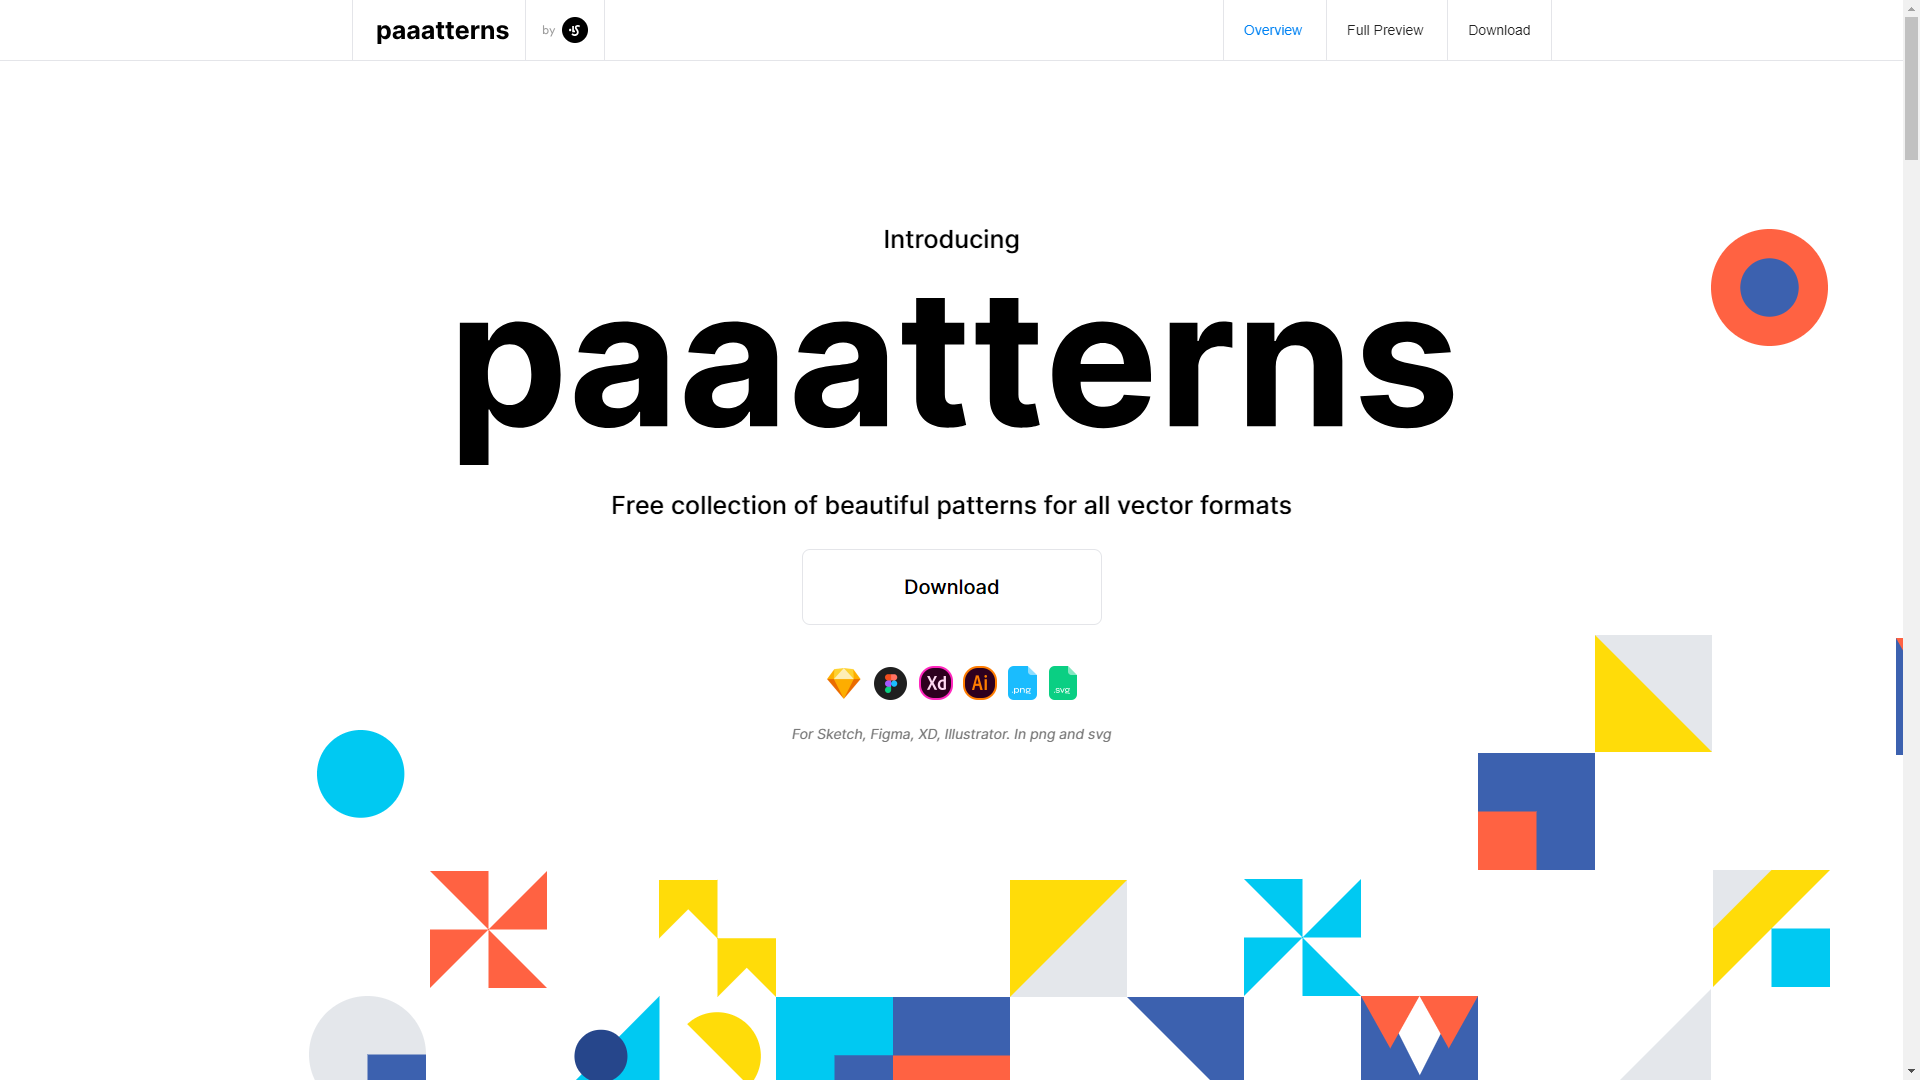 paaatterns
by
Overview
Full Preview
Download
Introducing
paaatterns
Free collection of beautiful patterns for all vector formats
Download
Xd
Ai
.png
.svg
For Sketch, Figma, XD, Illustrator. In png and svg